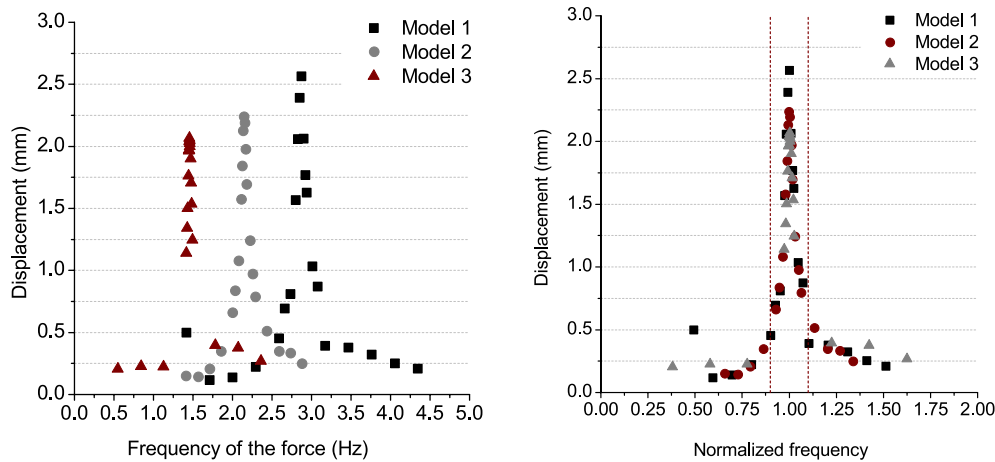 3.0
2.5
2.0
1.5
1.0
0.5
0.0
Displacement (mm)
Model 1
Model 2
Model 3
0.0 0.5 1.0 1.5 2.0 2.5 3.0 3.5 4.0 4.5 5.0
Frequency of the force (Hz)
3.0
2.5
2.0
1.5
1.0
0.5
0.0
Displacement (mm)
Model 1
Model 2
Model 3
0.00 0.25 0.50 0.75 1.00 1.25 1.50 1.75 2.00
Normalized frequency